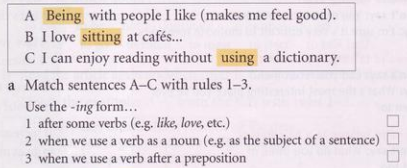 A Being with people I like (makes me feel good).
B I love sitting at cafés...
C I can enjoy reading without using a dictionary.
a Match sentences A–C with rules 1–3.
Use the -ing form...
1 after some verbs (e.g. like, love, etc.)
2 when we use a verb as a noun (e.g. as the subject of a sentence)
3 when we use a verb after a preposition